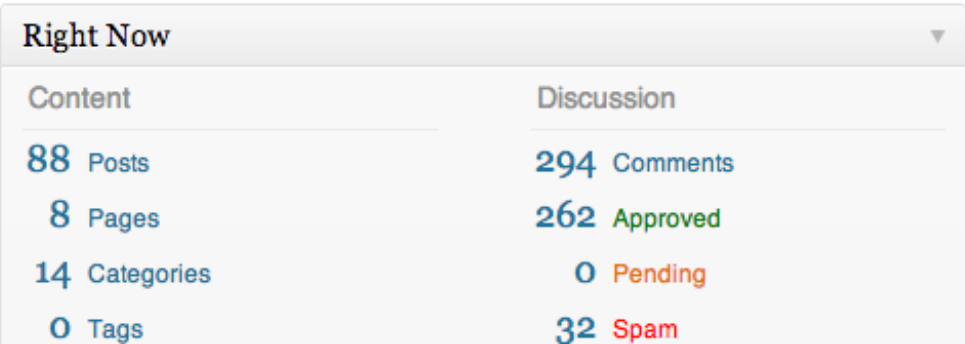 Right Now
Content
88 Posts
8 Pages
14 Categories
0 Tags
Discussion
294 Comments
262 Approved
0 Pending
32 Spam